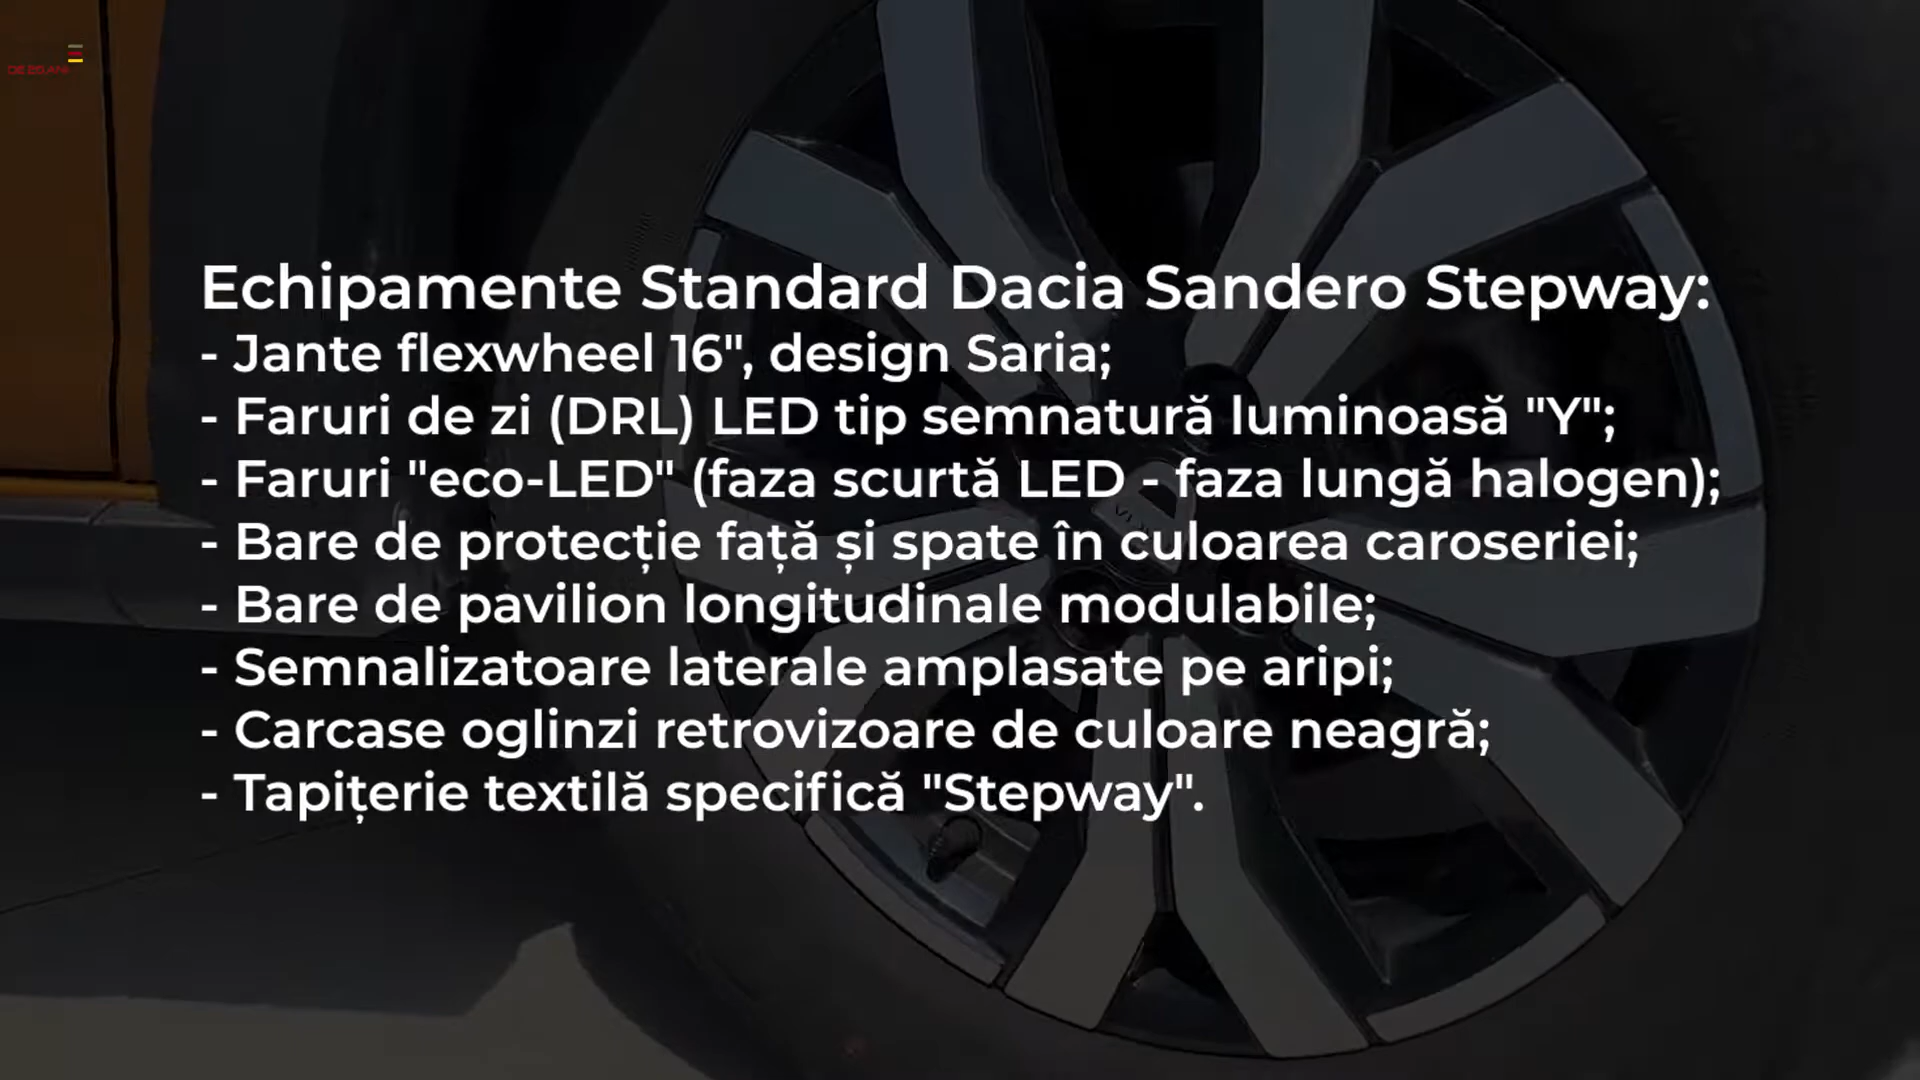 Echipamente Standard Dacia Sandero Stepway:
- Jante flexwheel 16", design Saria;
- Faruri de zi (DRL) LED tip semnatură luminoasă "Y";
- Faruri "eco-LED" (faza scurtă LED - faza lungă halogen);
- Bare de protecție față și spate în culoarea caroseriei;
- Bare de pavilion longitudinale modulabile;
- Semnalizatoare laterale amplasate pe aripi;
- Carcase oglinzi retrovizoare de culoare neagră;
- Tapițerie textilă specifică "Stepway".